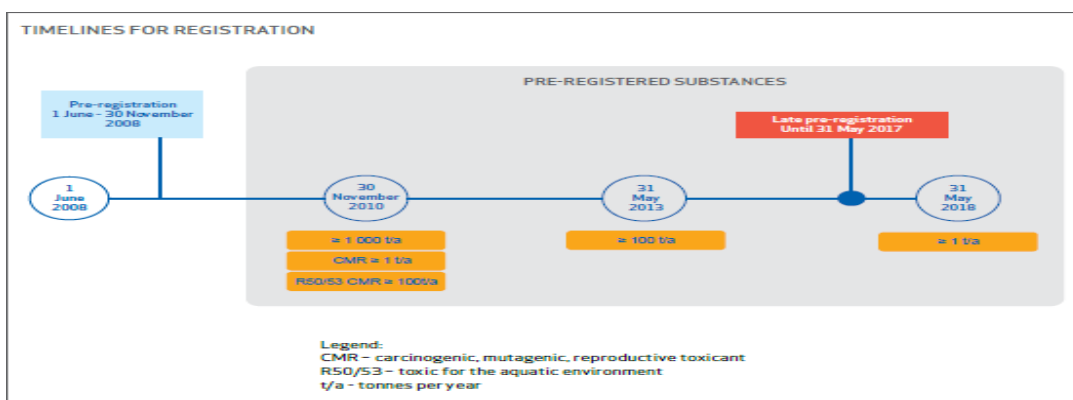 TIMELINES FOR REGISTRATION
PRE-REGISTERED SUBSTANCES
Pre-registration
1 June - 30 November
2008
Late pre-registration
Until 31 May 2017
1
June
2008
30
November
2010
31
May
2013
31
May
2018
≥ 1 000 t/a
CMR ≥ 1 t/a
R50/53 CMR ≥ 100t/a
≥ 100 t/a
≥ 1 t/a
Legend:
CMR – carcinogenic, mutagenic, reproductive toxicant
R50/53 – toxic for the aquatic environment
t/a - tonnes per year